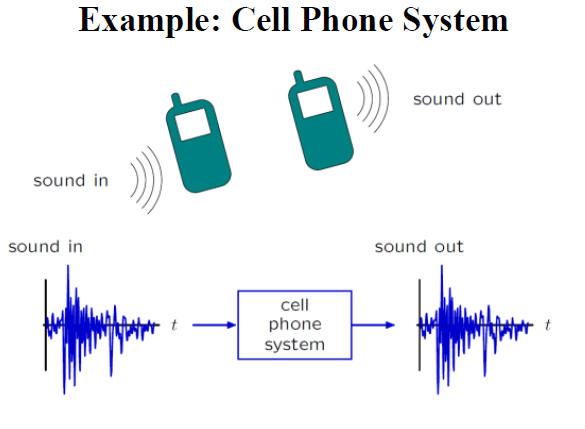 Example: Cell Phone System
sound out
sound in
sound in
sound out
t
cell
phone
system
t